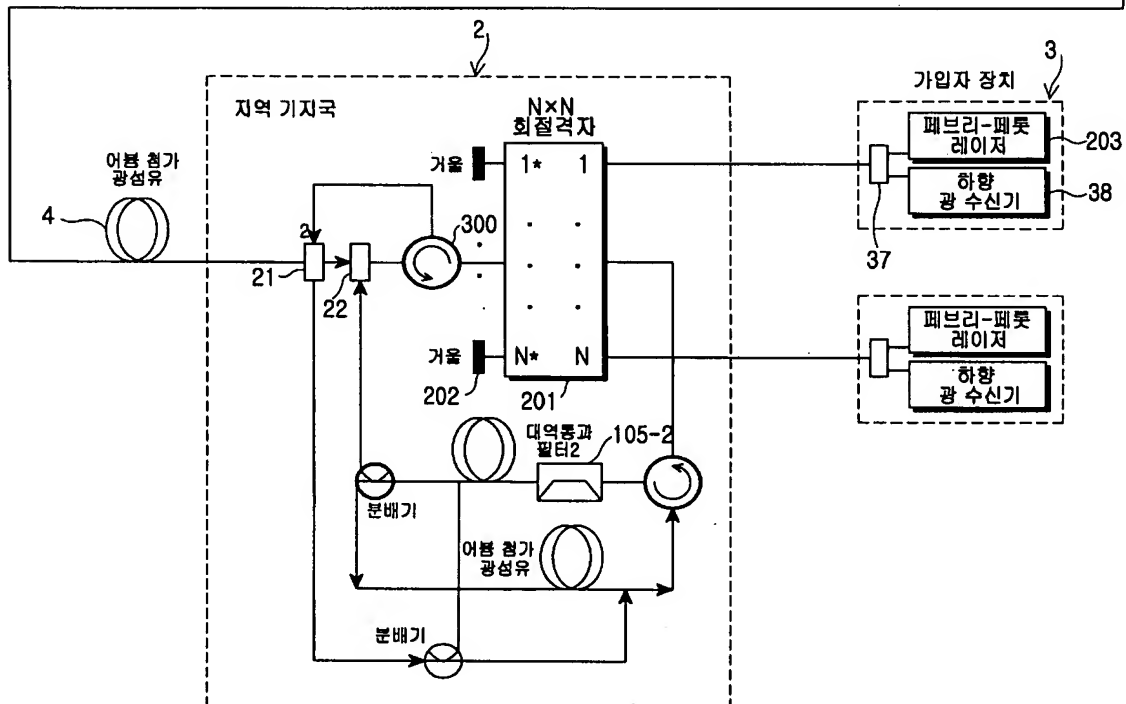 2
3
지역 기지국
가입자 장치
N×N
회절격자
어븀 첨가
광섬유
4
거울
1* 1
페브리-페롯
레이저
203
하향
광 수신기
38
37
2
21
22
300
거울
N* N
202
201
페브리-페롯
레이저
하향
광 수신기
대역통과
필터2
105-2
분배기
어븀 첨가
광섬유
분배기